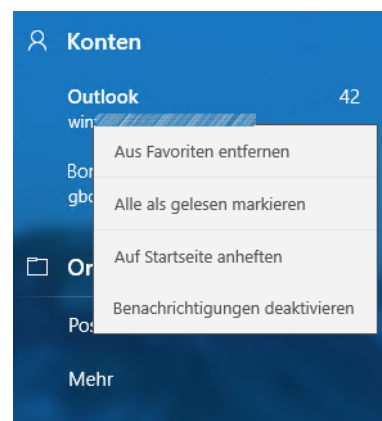 Konten
Outlook 42
Aus Favoriten entfernen
Alle als gelesen markieren
Auf Startseite anheften
Benachrichtigungen deaktivieren
Mehr